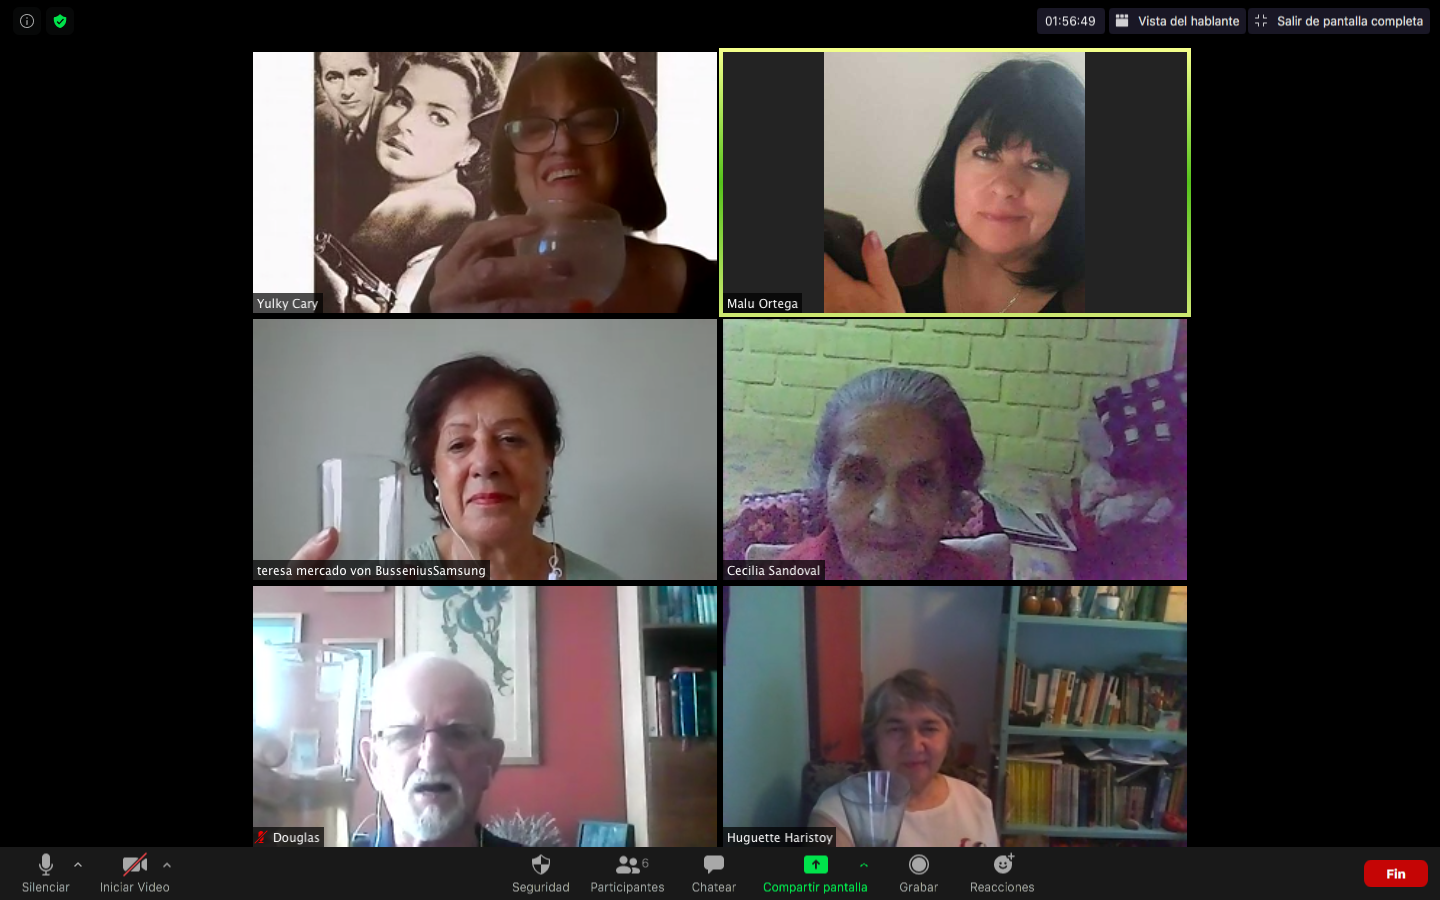 01:56:49
Vista del hablante
Salir de pantalla completa
Yulky Cary
Malu Ortega
teresa mercado von BusseniusSamsung
Cecilia Sandoval
Douglas
Huguette Haristoy
Silenciar
Iniciar Video
Seguridad
6
Participantes
Chatear
Compartir pantalla
Grabar
Reacciones
Fin